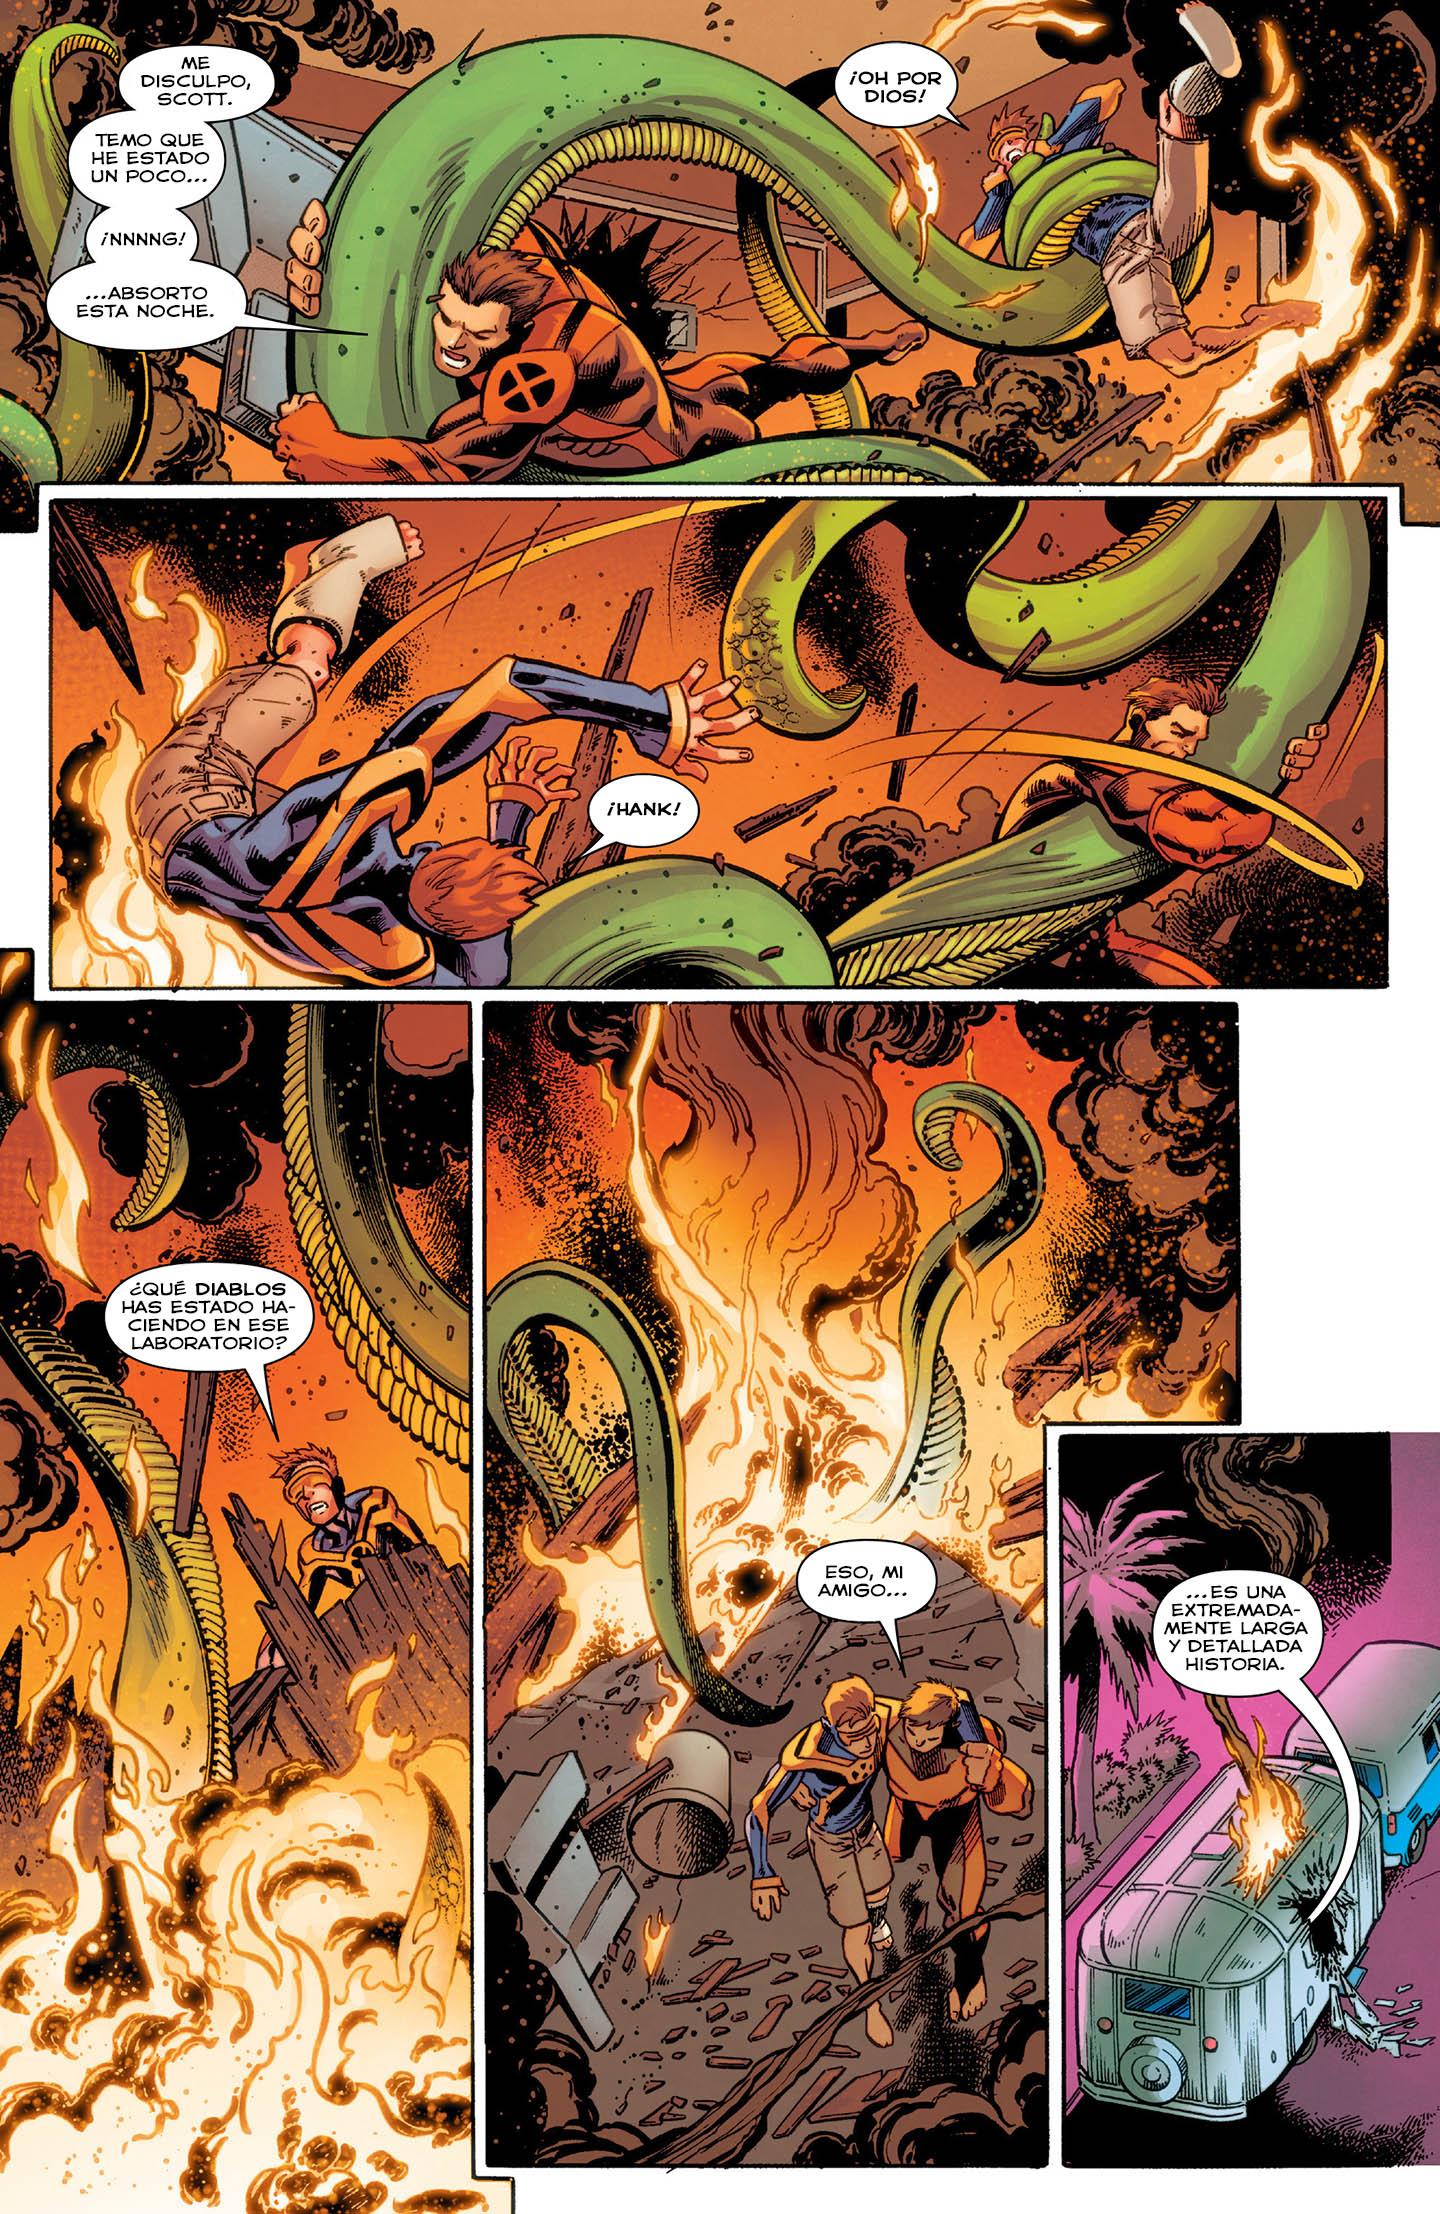 ME
DISCULPO,
SCOTT.
TEMO QUE
HE ESTADO
UN POCO...
¡NNNNG!
...ABSORTO
ESTA NOCHE.
¡OH POR
DIOS!
¡HANK!
¿QUÉ DIABLOS
HAS ESTADO HA-
CIENDO EN ESE
LABORATORIO?
ESO, MI
AMIGO...
...ES UNA
EXTREMADA-
MENTE LARGA
Y DETALLADA
HISTORIA.